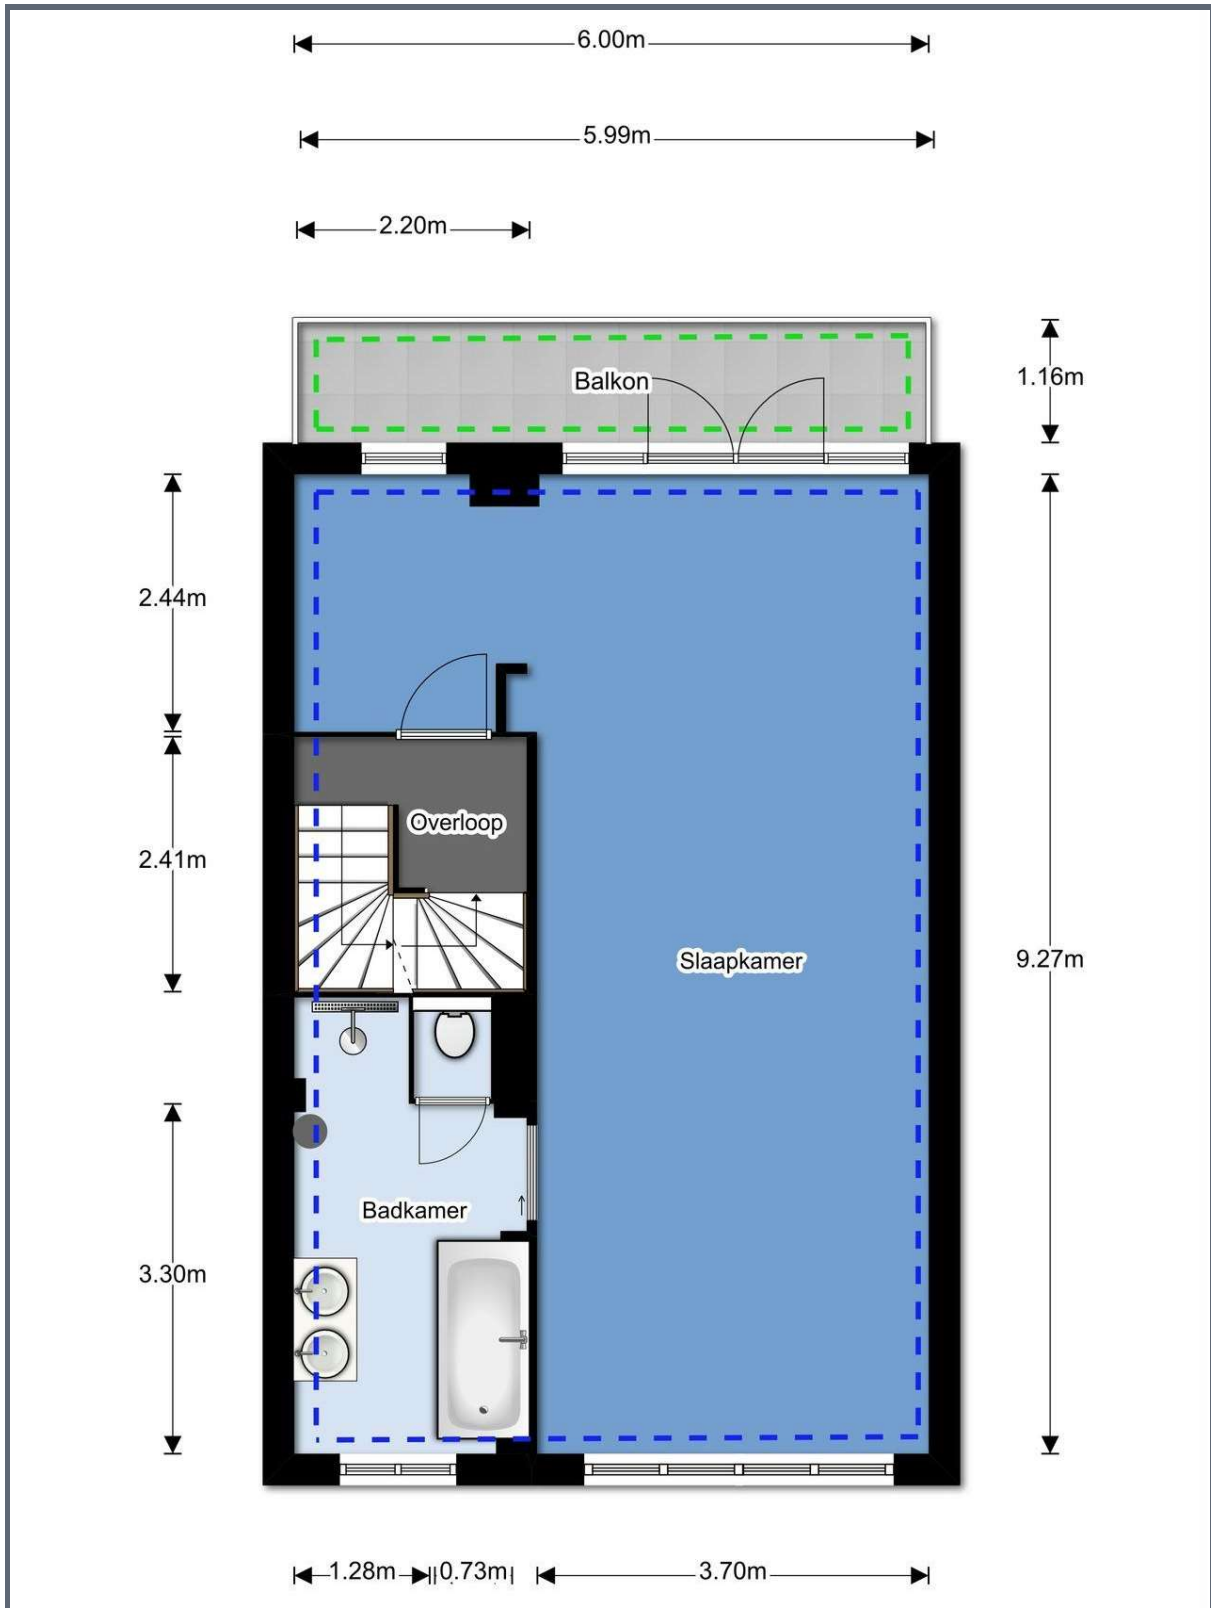 6.00m
5.99m
2.20m
Balkon
1.16m
2.44m
Overloop
2.41m
Slaapkamer
9.27m
Badkamer
3.30m
1.28m
0.73m
3.70m